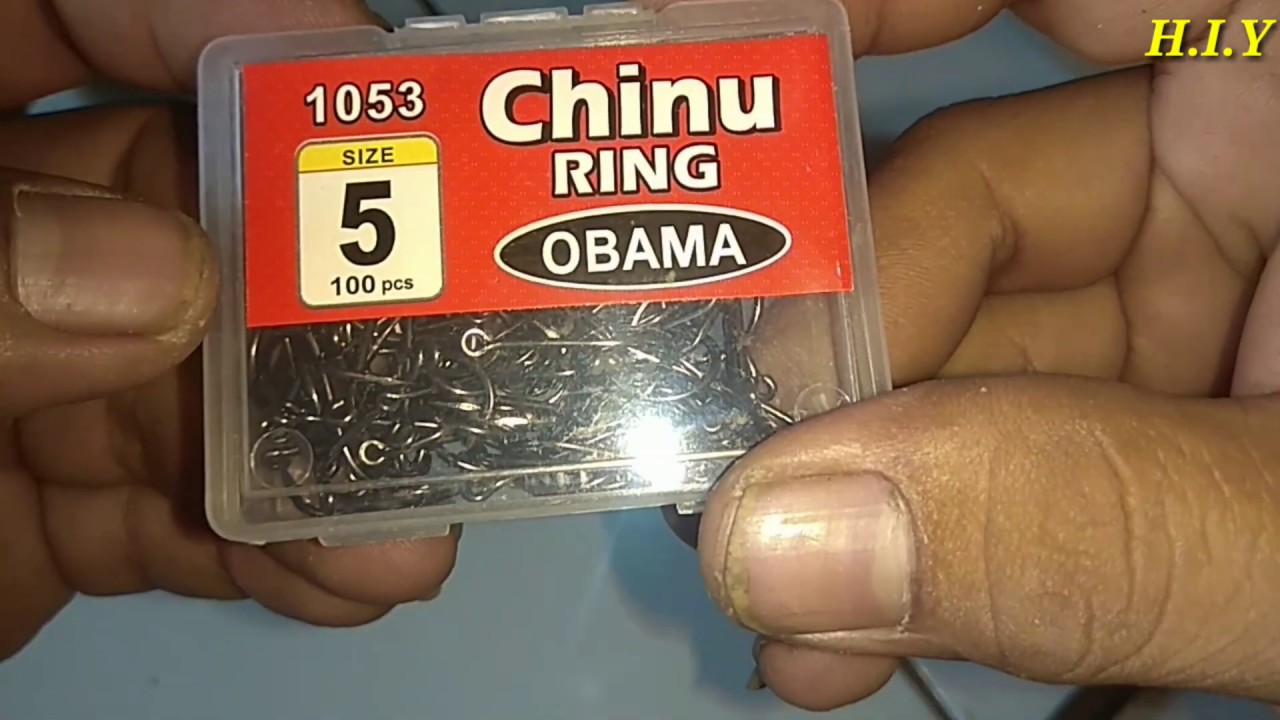 H.I.Y
1053
Chinu
RING
SIZE
5
100 pcs
OBAMA